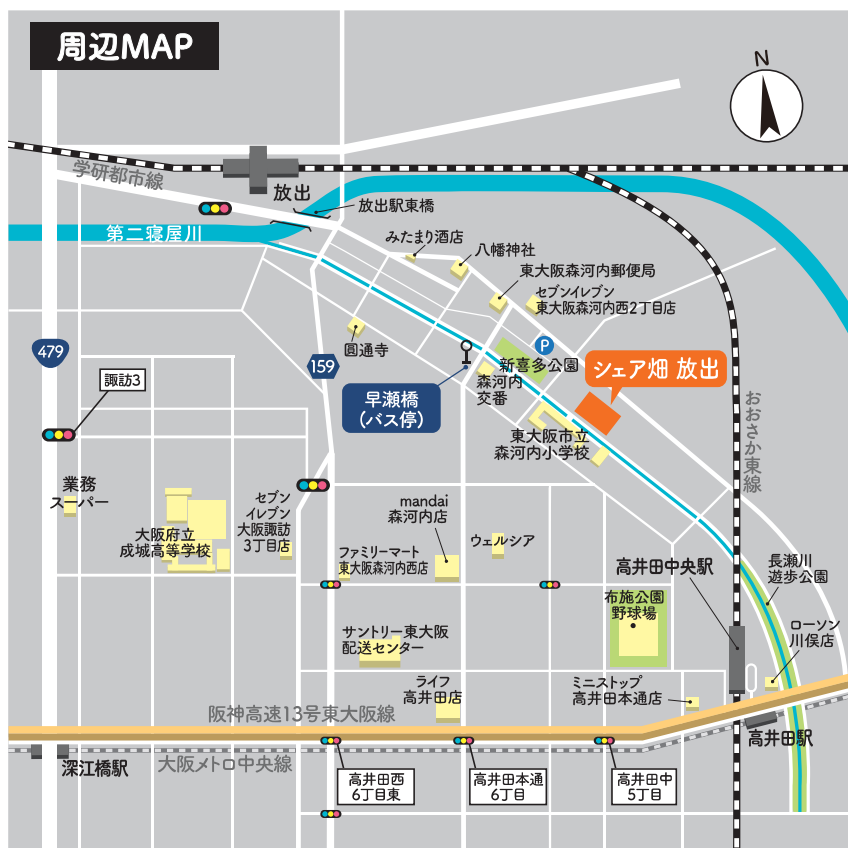 周辺MAP
N
学研都市線
放出
放出駅東橋
第二寝屋川
みたまり酒店
八幡神社
東大阪森河内郵便局
セブンイレブン
東大阪森河内西2丁目店
479
圓通寺
P
新喜多公園
シェア畑 放出
159
諏訪3
早瀬橋
(バス停)
森河内
交番
おおさか東線
東大阪市立
森河内小学校
業務
スーパー
大阪府立
成城高等学校
セブン
イレブン
大阪諏訪
3丁目店
mandai
森河内店
ウェルシア
ファミリーマート
東大阪森河内西店
高井田中央駅
長瀬川
遊歩公園
布施公園
野球場
ローソン
川俣店
サントリー東大阪
配送センター
ライフ
高井田店
ミニストップ
高井田本通店
阪神高速13号東大阪線
高井田駅
深江橋駅
大阪メトロ中央線
高井田西
6丁目東
高井田本通
6丁目
高井田中
5丁目